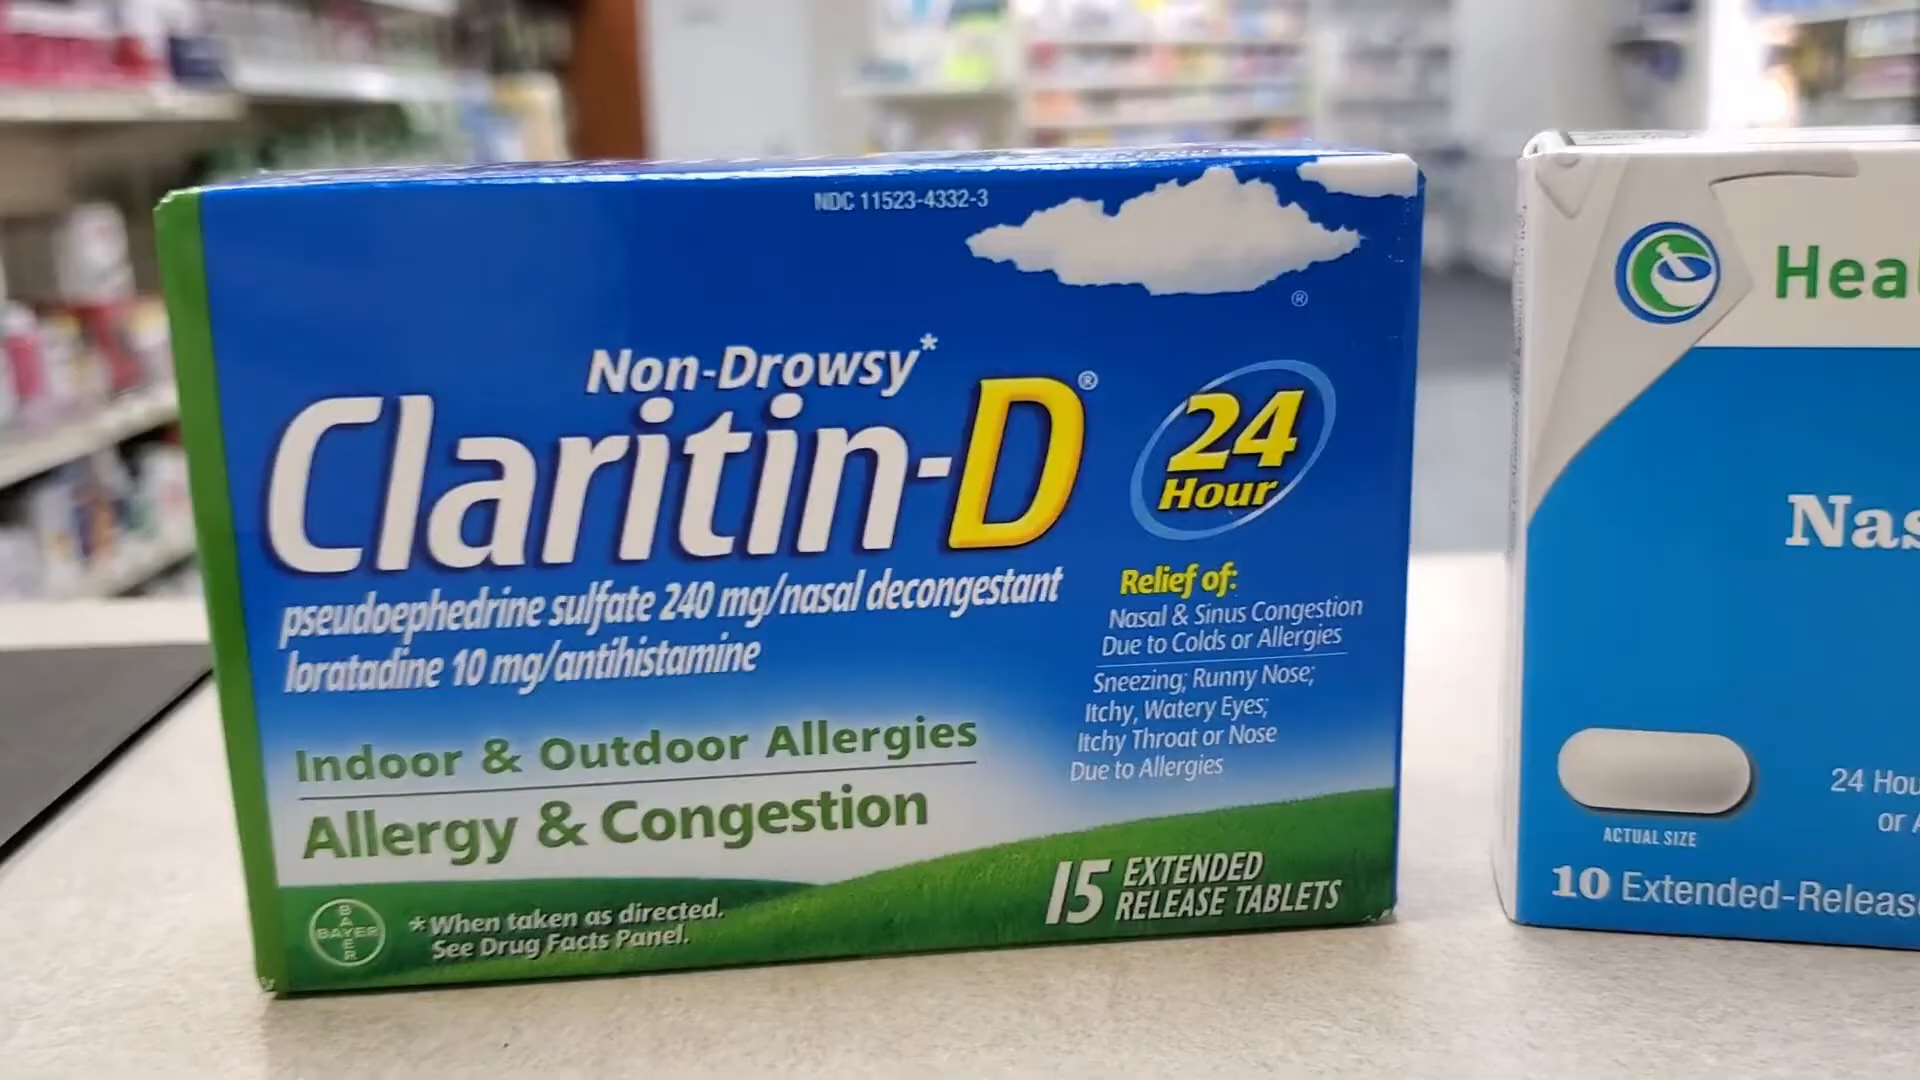 NDC 11523-4332-3
®
Non-Drowsy*
Claritin-D®
24
Hour
pseudoephedrine sulfate 240 mg/nasal decongestant
loratadine 10 mg/antihistamine
Relief of:
Nasal & Sinus Congestion
Due to Colds or Allergies
Sneezing; Runny Nose;
Itchy, Watery Eyes;
Itchy Throat or Nose
Due to Allergies
Indoor & Outdoor Allergies
Allergy & Congestion
15 EXTENDED
RELEASE TABLETS
BAYER
BAYER
*When taken as directed.
See Drug Facts Panel.
Heal
Nas
ACTUAL SIZE
24 Hou
or A
10 Extended-Release